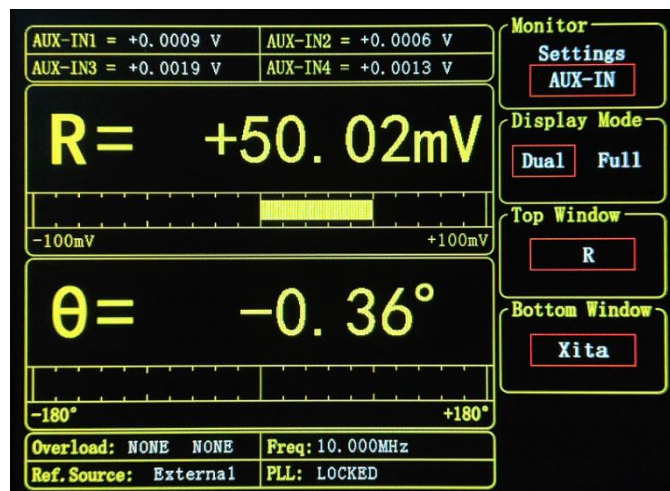 AUX-IN1 = +0.0009 V AUX-IN2 = +0.0006 V
AUX-IN3 = +0.0019 V AUX-IN4 = +0.0013 V
R= +50.02mV
-100mV +100mV
θ= -0.36°
-180° +180°
Overload: NONE NONE Freq: 10.000MHz
Ref.Source: External PLL: LOCKED
Monitor
Settings
AUX-IN
Display Mode
Dual Full
Top Window
R
Bottom Window
Xita